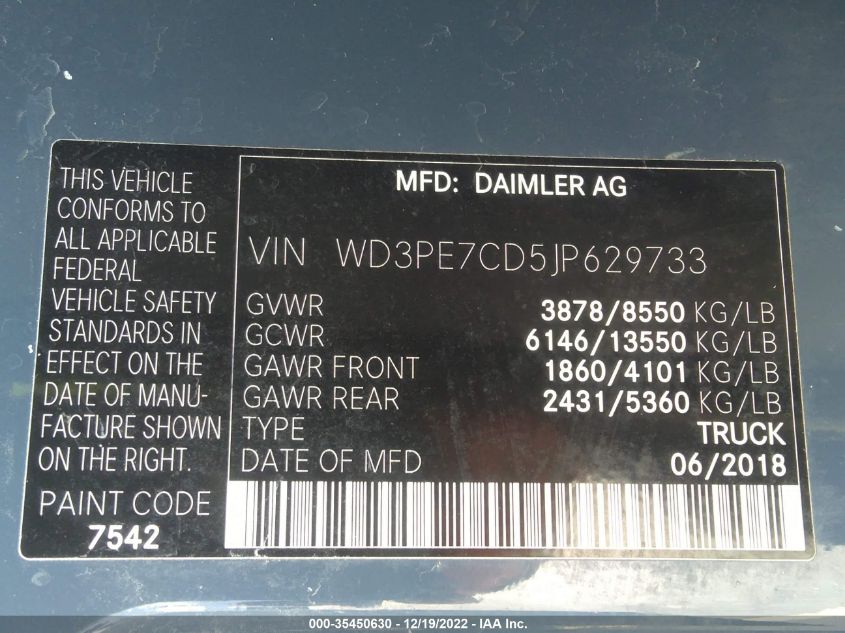 THIS VEHICLE
CONFORMS TO
ALL APPLICABLE
FEDERAL
VEHICLE SAFETY
STANDARDS IN
EFFECT ON THE
DATE OF MANU-
FACTURE SHOWN
ON THE RIGHT.
PAINT CODE
7542
MFD: DAIMLER AG
VIN WD3PE7CD5JP629733
GVWR 3878/8550 KG/LB
GCWR 6146/13550 KG/LB
GAWR FRONT 1860/4101 KG/LB
GAWR REAR 2431/5360 KG/LB
TYPE TRUCK
DATE OF MFD 06/2018
000-35450630 - 12/19/2022 - IAA, Inc.